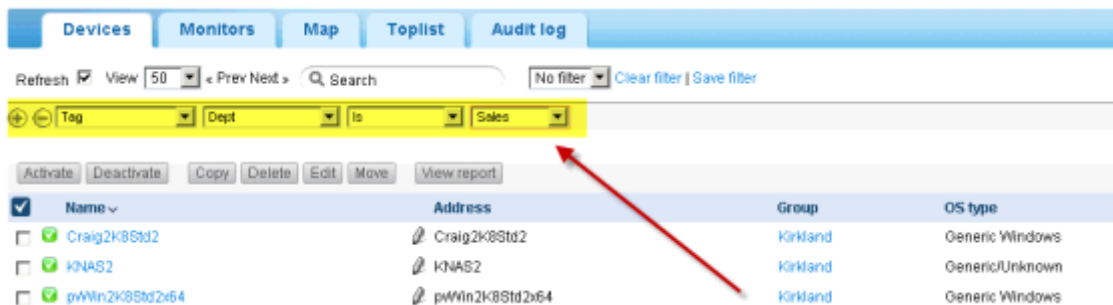 Devices Monitors Map Toplist Audit log
Refresh View 50 « Prev Next » Search No filter Clear filter | Save filter
Tag Dept Is Sales
Activate Deactivate Copy Delete Edit Move View report
Name Address Group OS type
Craig2K8Std2 Craig2K8Std2 Kirkland Generic Windows
KNAS2 KNAS2 Kirkland Generic/Unknown
pwWin2K8Std2x64 pwWin2K8Std2x64 Kirkland Generic Windows